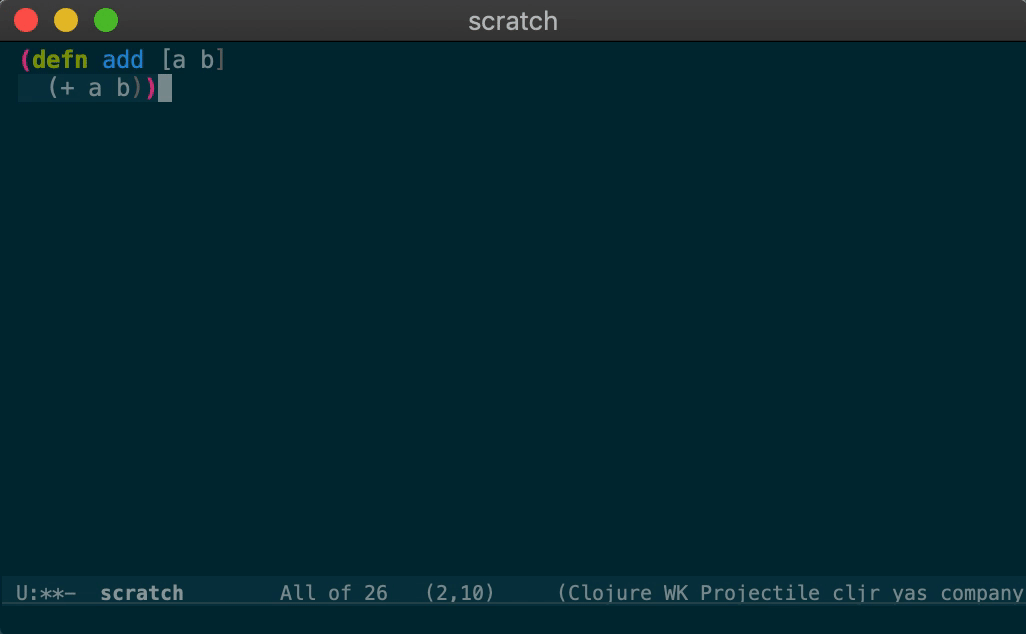 scratch
(defn add [a b]
  (+ a b))
U:**-  scratch        All of 26   (2,10)     (Clojure WK Projectile cljr yas company